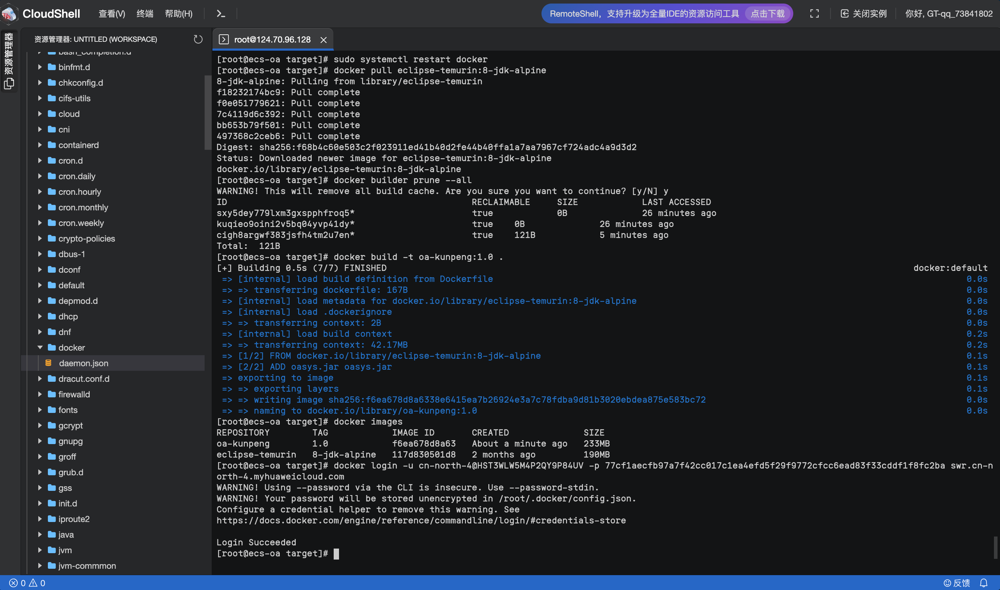 CloudShell 查看(V) 终端 帮助(H) RemoteShell，支持升级为全量IDE的资源访问工具 点击下载 关闭实例 你好, GT-qq_73841802
资源管理器
资源管理器: UNTITLED (WORKSPACE)
bash_completion.d
binfmt.d
chkconfig.d
cifs-utils
cloud
cni
containerd
cron.d
cron.daily
cron.hourly
cron.monthly
cron.weekly
crypto-policies
dbus-1
dconf
default
depmod.d
dhcp
dnf
docker
daemon.json
dracut.conf.d
firewalld
fonts
gcrypt
gnupg
groff
grub.d
gss
init.d
iproute2
java
jvm
jvm-commmon
root@124.70.96.128
[root@ecs-oa target]# sudo systemctl restart docker
[root@ecs-oa target]# docker pull eclipse-temurin:8-jdk-alpine
8-jdk-alpine: Pulling from library/eclipse-temurin
f18232174bc9: Pull complete
f0e051779621: Pull complete
7c4119d6c392: Pull complete
bb653b79f501: Pull complete
497368c2ceb6: Pull complete
Digest: sha256:f68b4c60e503c2f023911ed41b40d2fe44b40ffa1a7aa7967cf724adc4a9d3d2
Status: Downloaded newer image for eclipse-temurin:8-jdk-alpine
docker.io/library/eclipse-temurin:8-jdk-alpine
[root@ecs-oa target]# docker builder prune --all
WARNING! This will remove all build cache. Are you sure you want to continue? [y/N] y
ID RECLAIMABLE SIZE LAST ACCESSED
sxy5dey779lxm3gxspphfroq5* true 0B 26 minutes ago
kuqieo9oini2v5bq04yvp41dy* true 0B 26 minutes ago
cigh8argwf383jsfh4tm2u7en* true 121B 5 minutes ago
Total: 121B
[root@ecs-oa target]# docker build -t oa-kunpeng:1.0 .
[+] Building 0.5s (7/7) FINISHED docker:default
=> [internal] load build definition from Dockerfile 0.0s
=> => transferring dockerfile: 167B 0.0s
=> [internal] load metadata for docker.io/library/eclipse-temurin:8-jdk-alpine 0.0s
=> [internal] load .dockerignore 0.0s
=> => transferring context: 2B 0.0s
=> [internal] load build context 0.2s
=> => transferring context: 42.17MB 0.2s
=> [1/2] FROM docker.io/library/eclipse-temurin:8-jdk-alpine 0.1s
=> [2/2] ADD oasys.jar oasys.jar 0.1s
=> exporting to image 0.1s
=> => exporting layers 0.1s
=> => writing image sha256:f6ea678d8a6338e6415ea7b26924e3a7c78fdba9d81b3020ebdea875e583bc72 0.0s
=> => naming to docker.io/library/oa-kunpeng:1.0 0.0s
[root@ecs-oa target]# docker images
REPOSITORY TAG IMAGE ID CREATED SIZE
oa-kunpeng 1.0 f6ea678d8a63 About a minute ago 233MB
eclipse-temurin 8-jdk-alpine 117d830501d8 2 months ago 190MB
[root@ecs-oa target]# docker login -u cn-north-4@HST3WLW5M4P2QY9P84UV -p 77cf1aecfb97a7f42cc017c1ea4efd5f29f9772cfcc6ead83f33cddf1f8fc2ba swr.cn-n
orth-4.myhuaweicloud.com
WARNING! Using --password via the CLI is insecure. Use --password-stdin.
WARNING! Your password will be stored unencrypted in /root/.docker/config.json.
Configure a credential helper to remove this warning. See
https://docs.docker.com/engine/reference/commandline/login/#credentials-store
Login Succeeded
[root@ecs-oa target]#
0 0 反馈